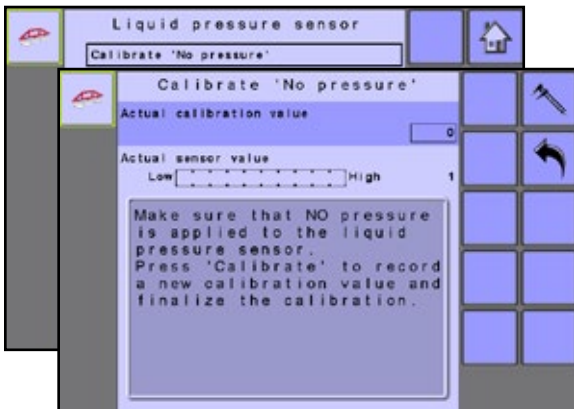 Liquid pressure sensor
Calibrate 'No pressure'
Calibrate 'No pressure'
Actual calibration value
0
Actual sensor value
Low High 1
Make sure that NO pressure
is applied to the liquid
pressure sensor.
Press 'Calibrate' to record
a new calibration value and
finalize the calibration.